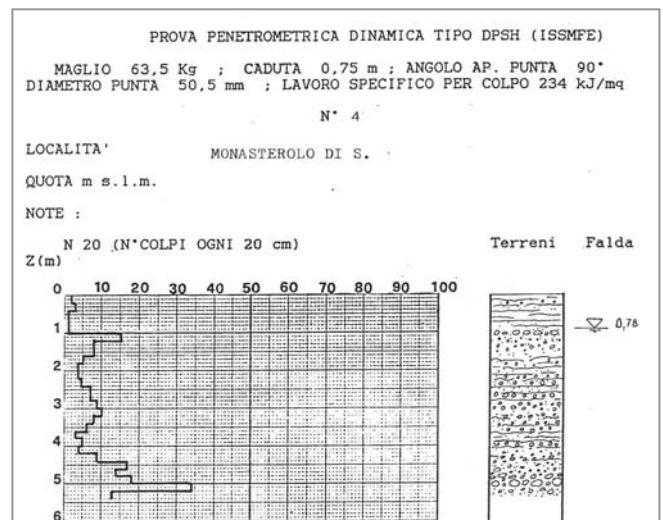 PROVA PENETROMETRICA DINAMICA TIPO DPSH (ISSMFE)
MAGLIO 63,5 Kg ; CADUTA 0,75 m ; ANGOLO AP. PUNTA 90°
DIAMETRO PUNTA 50,5 mm ; LAVORO SPECIFICO PER COLPO 234 kJ/mq
N° 4
LOCALITA' MONASTEROLO DI S.
QUOTA m s.l.m.
NOTE :
N 20 (N°COLPI OGNI 20 cm) Terreni Falda
Z(m)
0 10 20 30 40 50 60 70 80 90 100
1
0,78
2
3
4
5
6